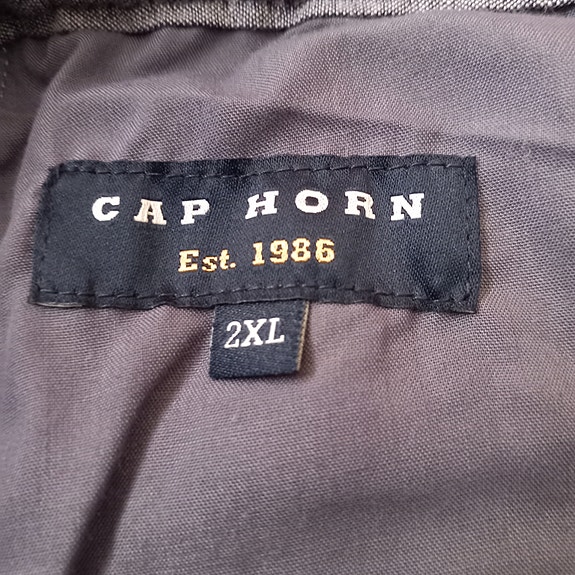 CAP HORN
Est. 1986
2XL